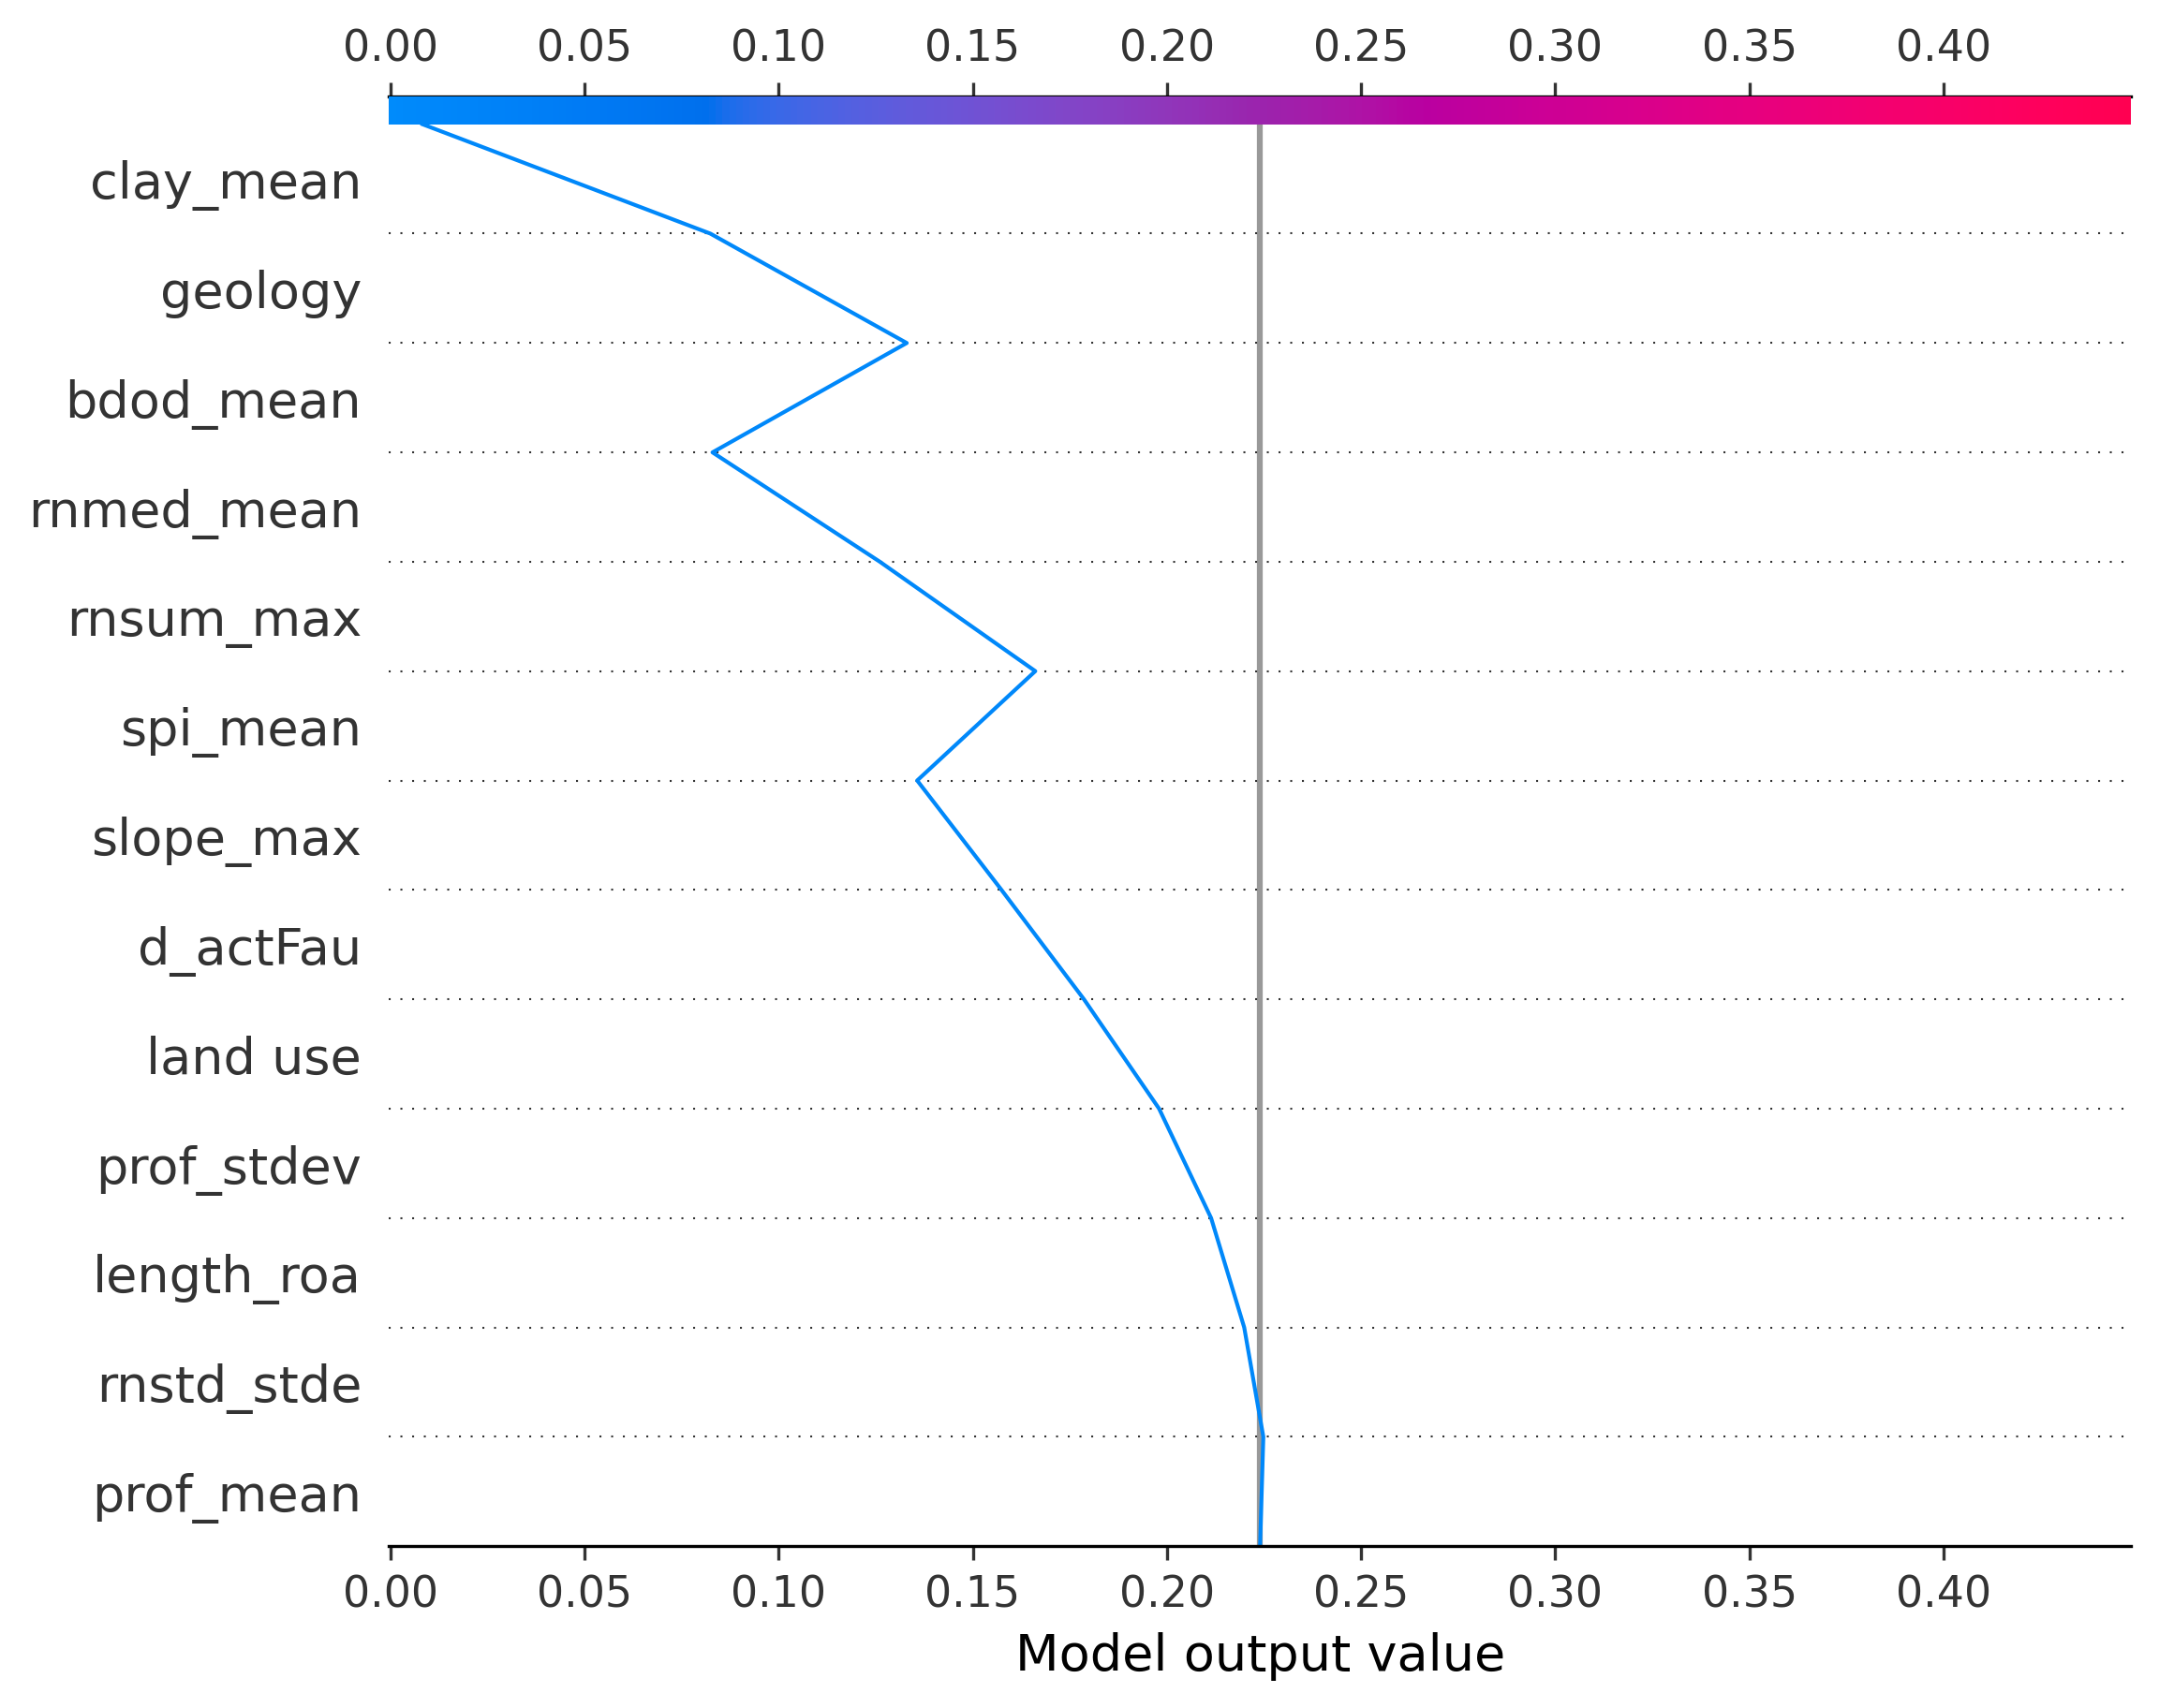 0.00 0.05 0.10 0.15 0.20 0.25 0.30 0.35 0.40
clay_mean
geology
bdod_mean
rnmed_mean
rnsum_max
spi_mean
slope_max
d_actFau
land use
prof_stdev
length_roa
rnstd_stde
prof_mean
0.00 0.05 0.10 0.15 0.20 0.25 0.30 0.35 0.40
Model output value